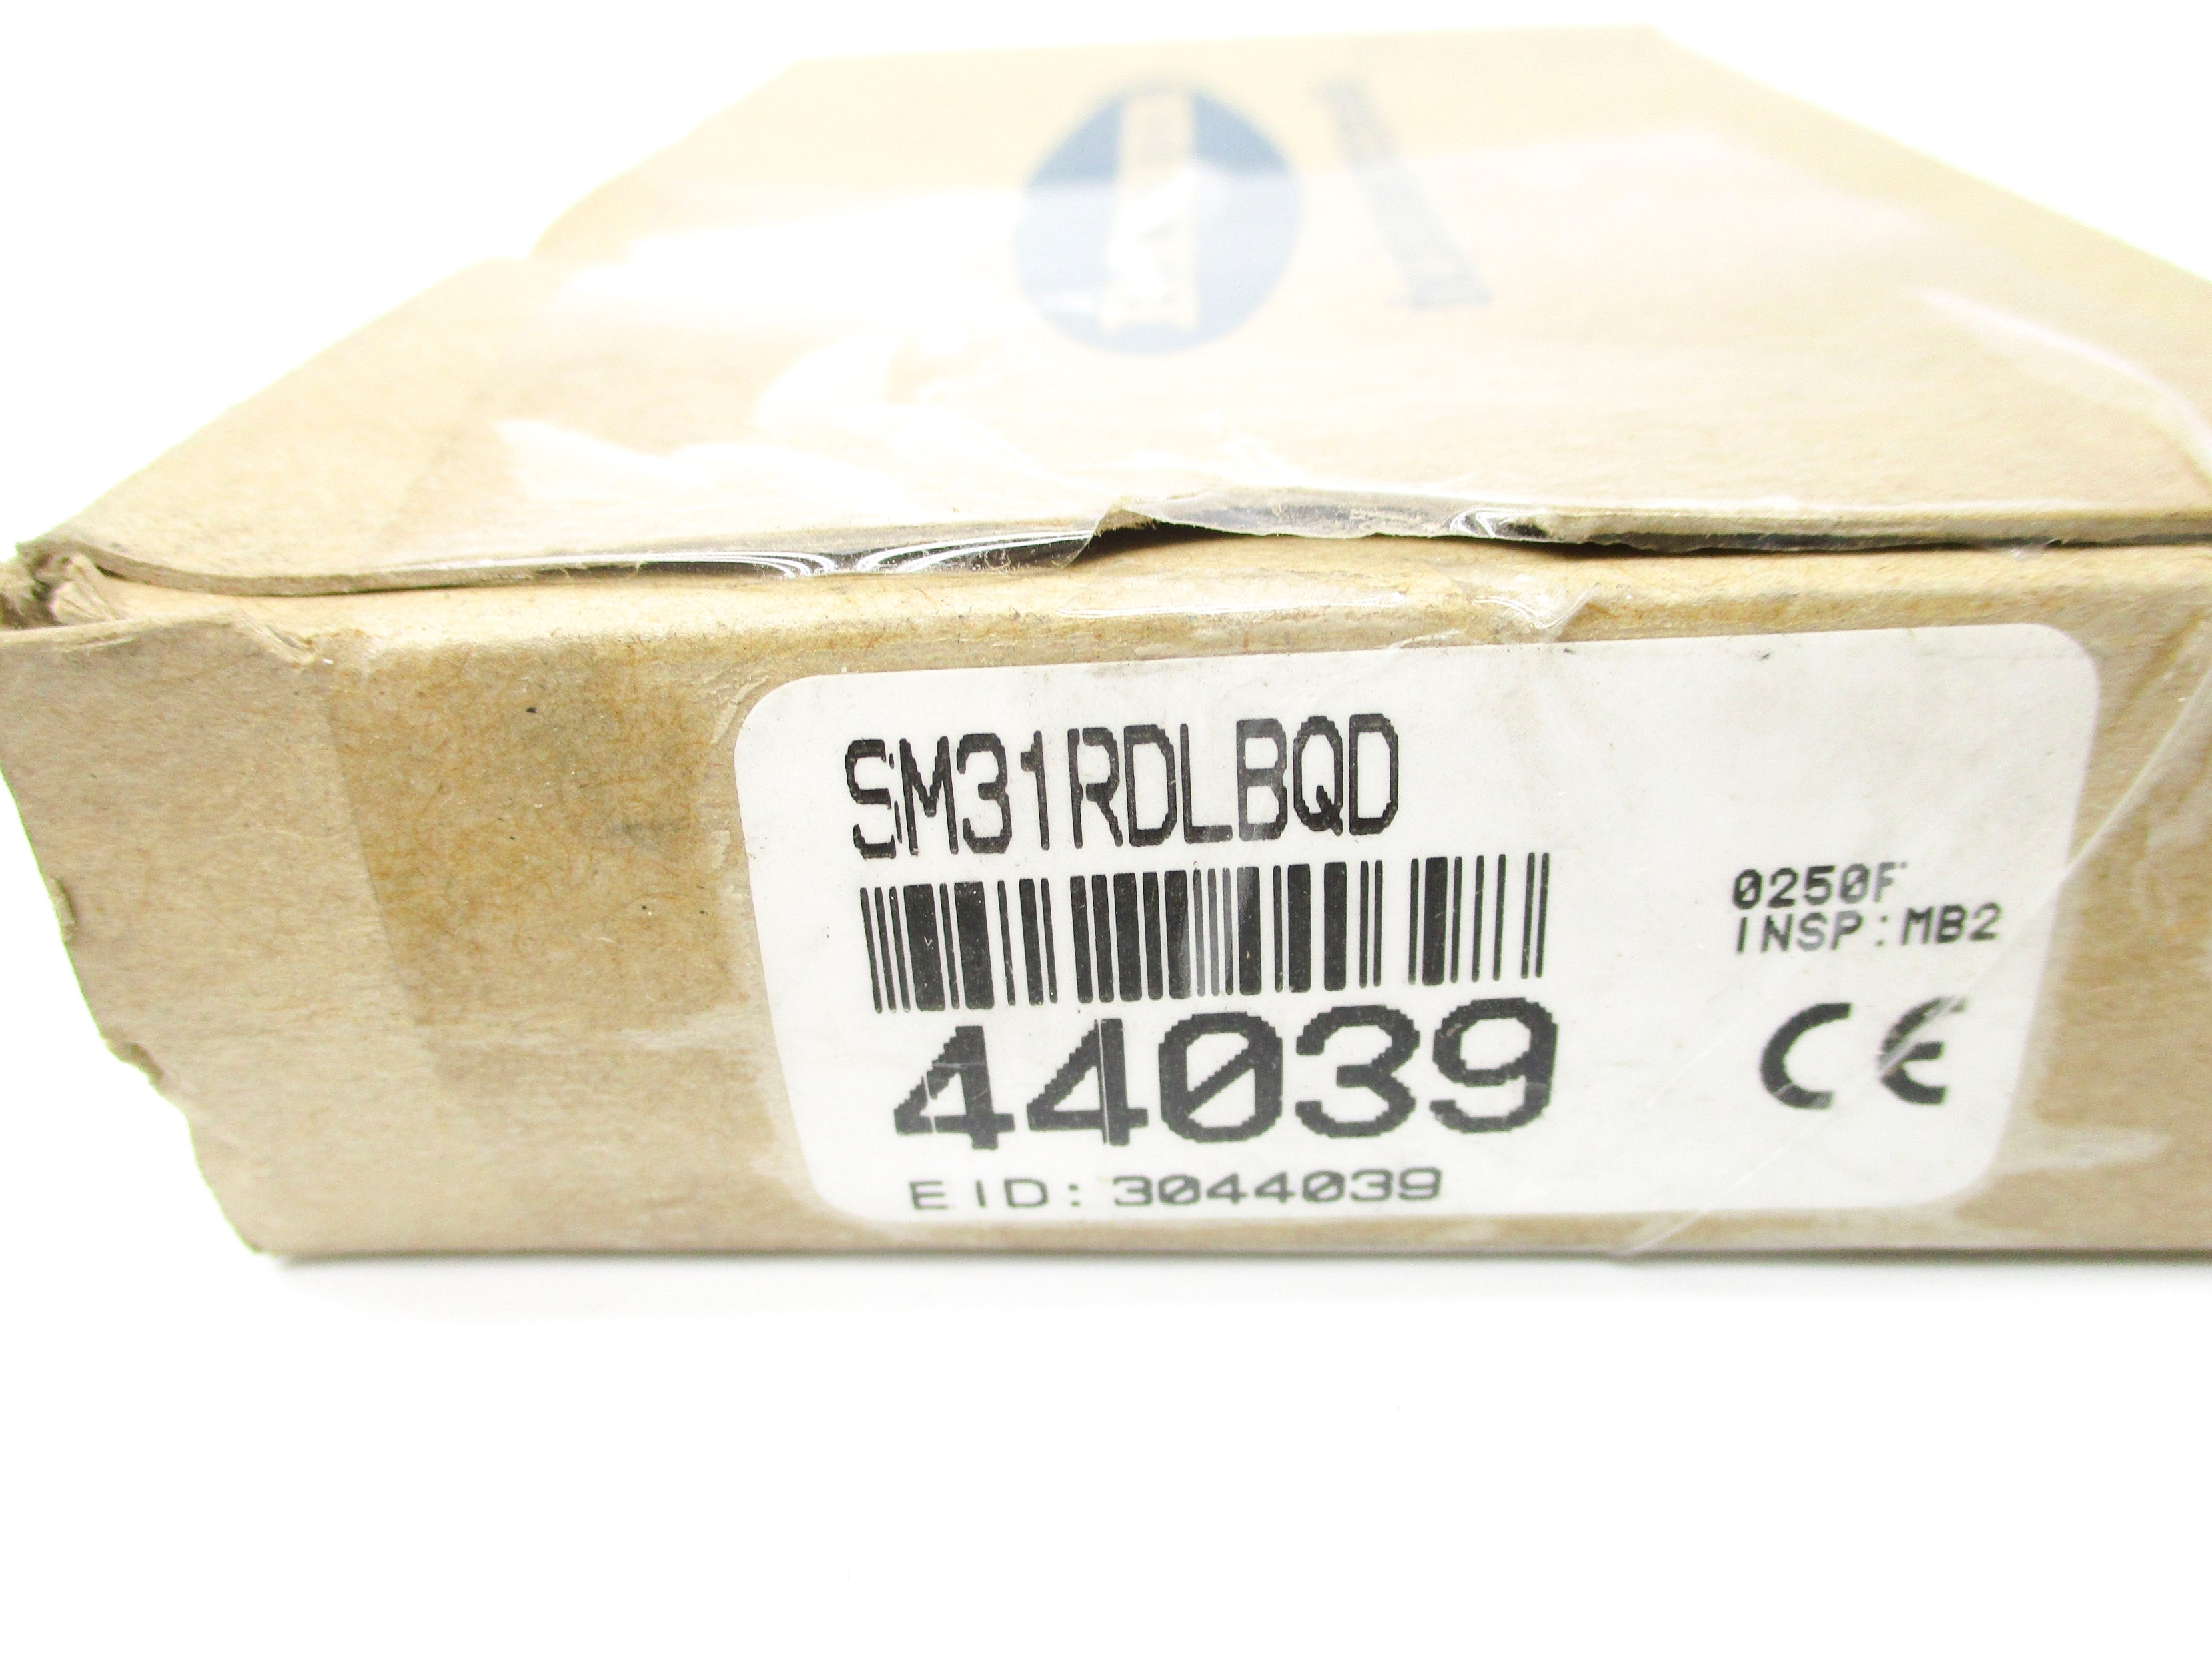 SM31RDLBQD
0250F
INSP:MB2
44039
CE
EID: 3044039